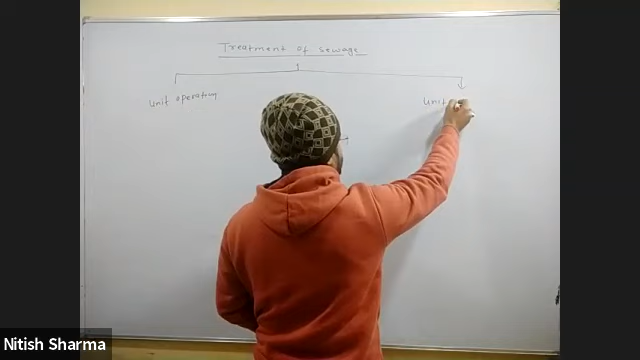 Treatment of sewage
Unit operation
Unit
Nitish Sharma